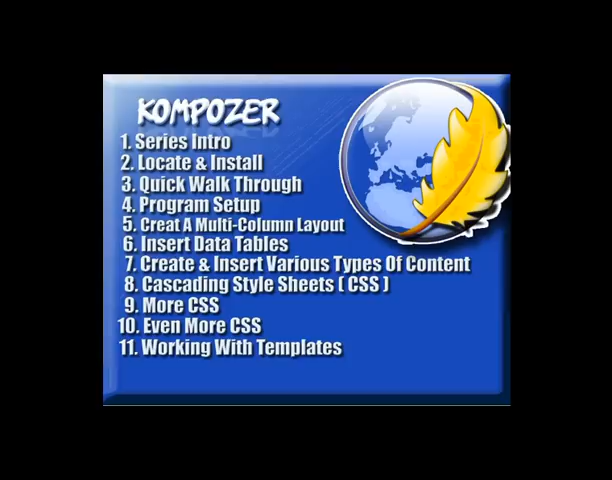 KOMPOZER
1. Series Intro
2. Locate & Install
3. Quick Walk Through
4. Program Setup
5. Creat A Multi-Column Layout
6. Insert Data Tables
7. Create & Insert Various Types Of Content
8. Cascading Style Sheets ( CSS )
9. More CSS
10. Even More CSS
11. Working With Templates